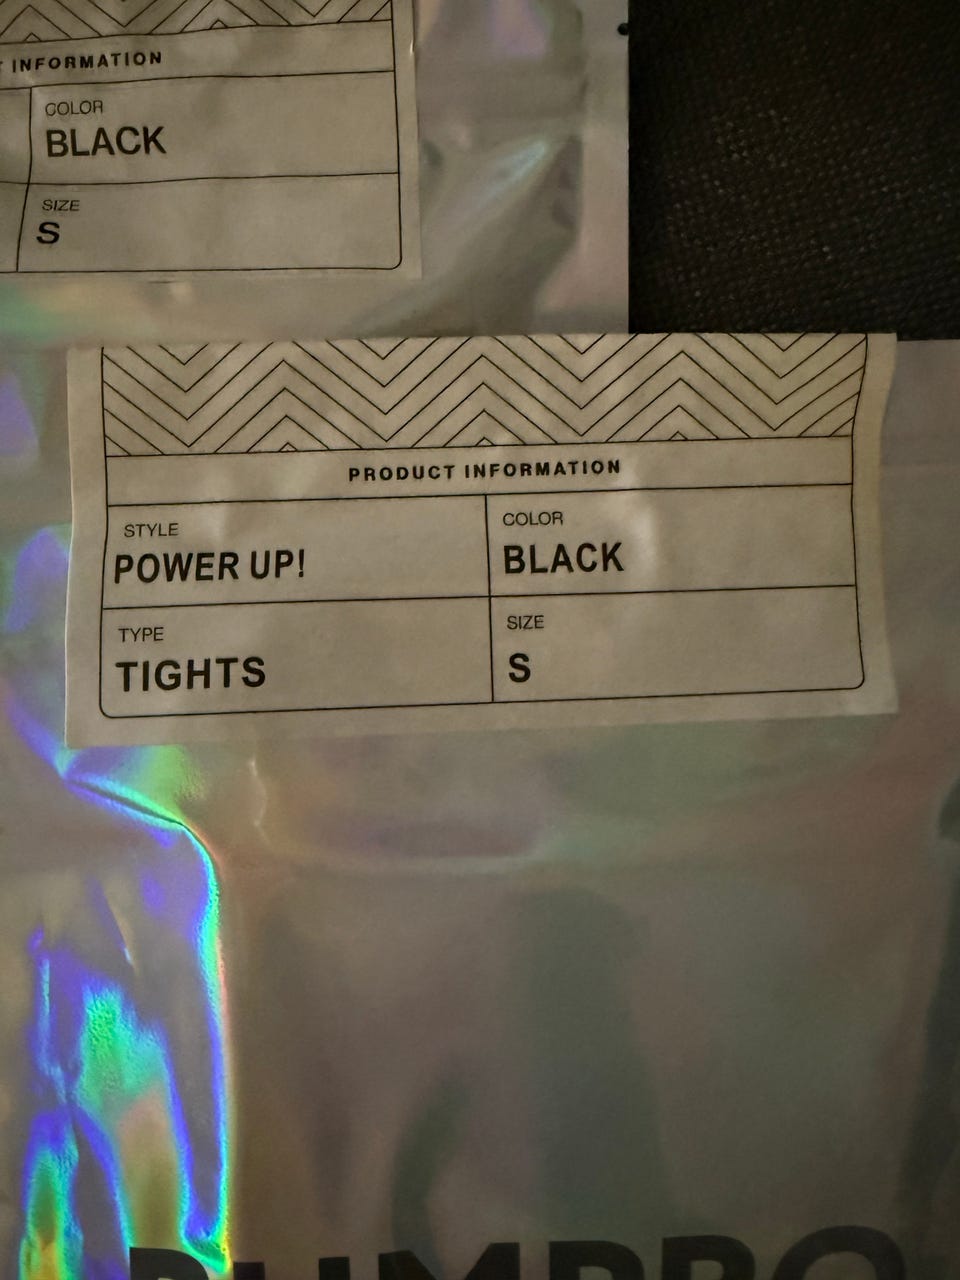 T INFORMATION
COLOR
BLACK
SIZE
S
PRODUCT INFORMATION
STYLE
POWER UP!
COLOR
BLACK
TYPE
TIGHTS
SIZE
S